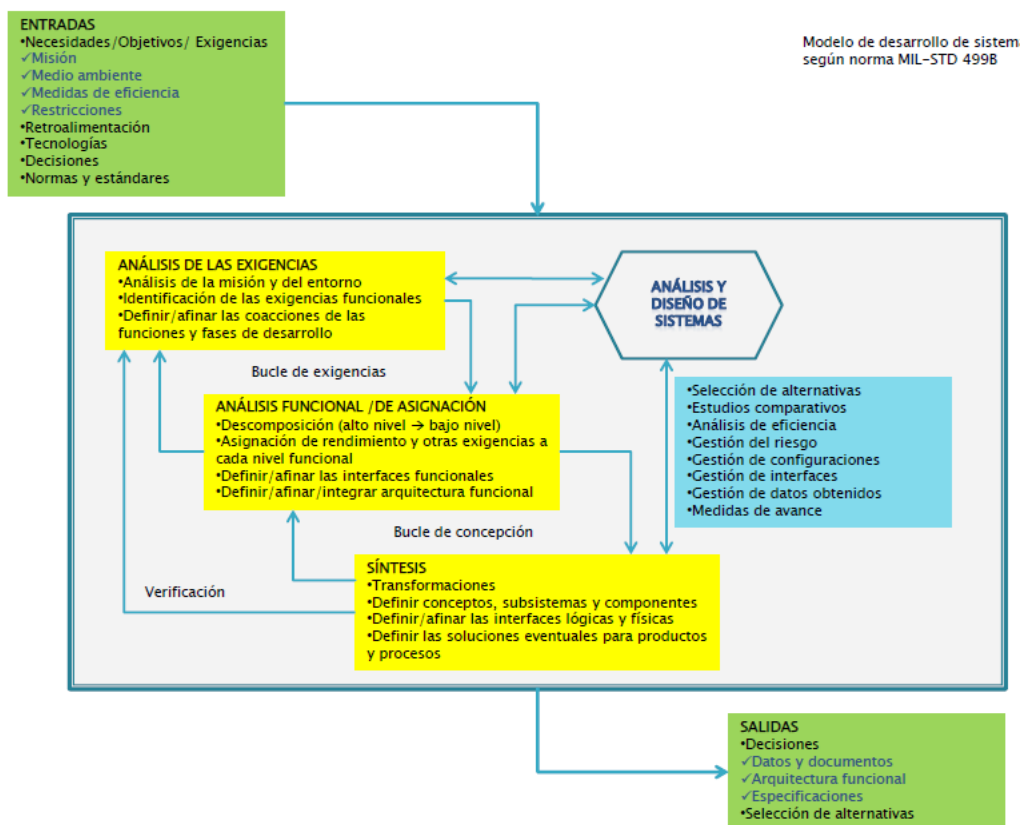 ENTRADAS
•Necesidades/Objetivos/ Exigencias
✓Misión
✓Medio ambiente
✓Medidas de eficiencia
✓Restricciones
•Retroalimentación
•Tecnologías
•Decisiones
•Normas y estándares
Modelo de desarrollo de sistem
según norma MIL-STD 499B
ANÁLISIS DE LAS EXIGENCIAS
•Análisis de la misión y del entorno
•Identificación de las exigencias funcionales
•Definir/afinar las coacciones de las
funciones y fases de desarrollo
ANÁLISIS Y
DISEÑO DE
SISTEMAS
Bucle de exigencias
ANÁLISIS FUNCIONAL /DE ASIGNACIÓN
•Descomposición (alto nivel → bajo nivel)
•Asignación de rendimiento y otras exigencias a
cada nivel funcional
•Definir/afinar las interfaces funcionales
•Definir/afinar/integrar arquitectura funcional
•Selección de alternativas
•Estudios comparativos
•Análisis de eficiencia
•Gestión del riesgo
•Gestión de configuraciones
•Gestión de interfaces
•Gestión de datos obtenidos
•Medidas de avance
Bucle de concepción
SÍNTESIS
•Transformaciones
•Definir conceptos, subsistemas y componentes
•Definir/afinar las interfaces lógicas y físicas
•Definir las soluciones eventuales para productos
y procesos
Verificación
SALIDAS
•Decisiones
✓Datos y documentos
✓Arquitectura funcional
✓Especificaciones
•Selección de alternativas